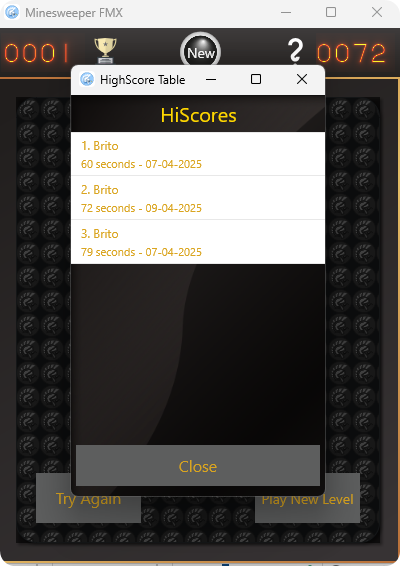 Minesweeper FMX
0001
New
?
0072
HighScore Table
HiScores
1. Brito
60 seconds - 07-04-2025
2. Brito
72 seconds - 09-04-2025
3. Brito
79 seconds - 07-04-2025
Close
Try Again
Play New Level